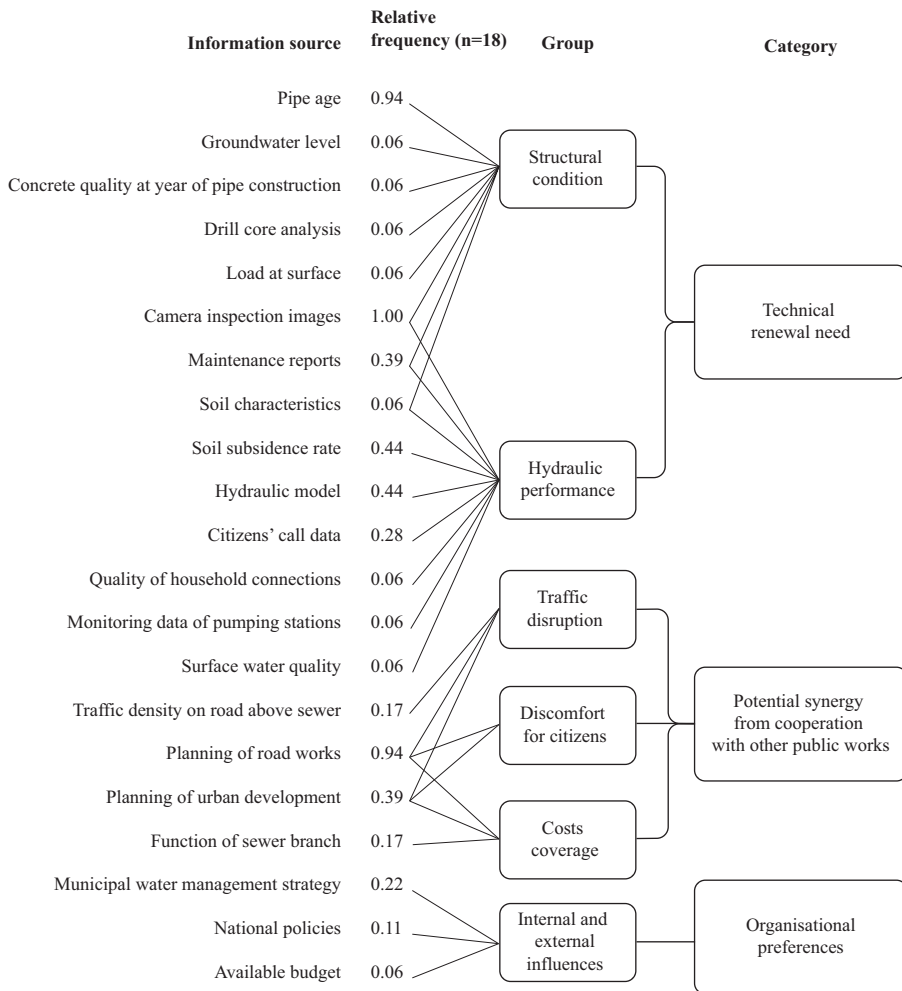 Information source
Relative
frequency (n=18)
Group
Category
Pipe age 0.94
Groundwater level 0.06
Concrete quality at year of pipe construction 0.06
Drill core analysis 0.06
Load at surface 0.06
Camera inspection images 1.00
Maintenance reports 0.39
Soil characteristics 0.06
Soil subsidence rate 0.44
Hydraulic model 0.44
Citizens’ call data 0.28
Quality of household connections 0.06
Monitoring data of pumping stations 0.06
Surface water quality 0.06
Traffic density on road above sewer 0.17
Planning of road works 0.94
Planning of urban development 0.39
Function of sewer branch 0.17
Municipal water management strategy 0.22
National policies 0.11
Available budget 0.06
Structural
condition
Hydraulic
performance
Traffic
disruption
Discomfort
for citizens
Costs
coverage
Internal and
external
influences
Technical
renewal need
Potential synergy
from cooperation
with other public works
Organisational
preferences